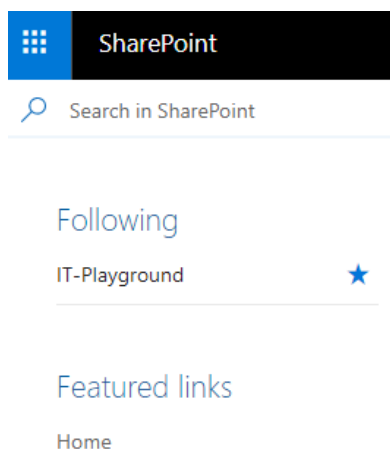 SharePoint
Search in SharePoint
Following
IT-Playground
Featured links
Home